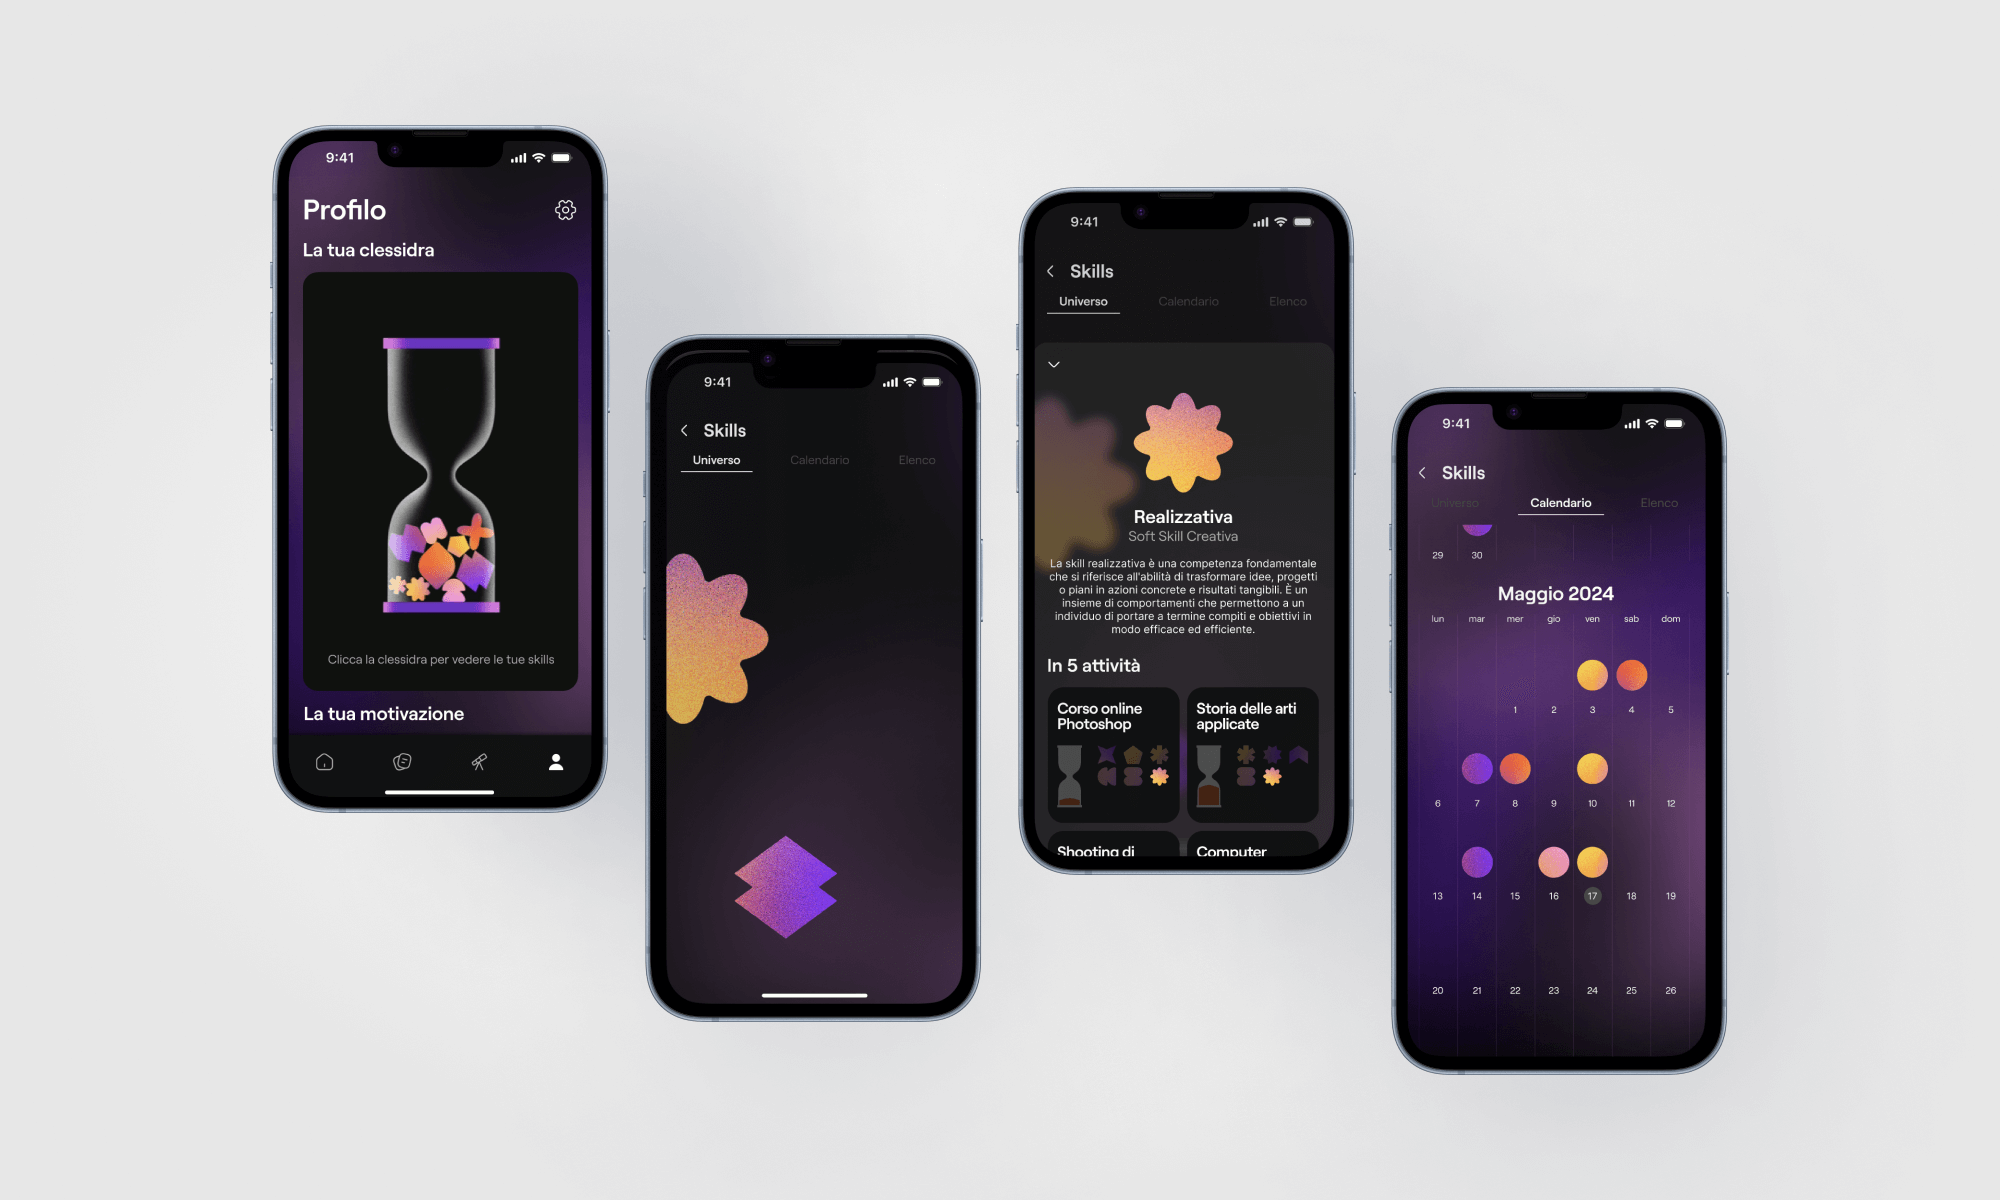 9:41
Profilo
La tua clessidra
Clicca la clessidra per vedere le tue skills
La tua motivazione
9:41
Skills
Universo Calendario Elenco
9:41
Skills
Universo Calendario Elenco
Realizzativa
Soft Skill Creativa
La skill realizzativa è una competenza fondamentale
che si riferisce all'abilità di trasformare idee, progetti
o piani in azioni concrete e risultati tangibili. È un
insieme di comportamenti che permettono a un
individuo di portare a termine compiti e obiettivi in
modo efficace ed efficiente.
In 5 attività
Corso online
Photoshop
Storia delle arti
applicate
Shooting di
Computer
9:41
Skills
Universo Calendario Elenco
29 30
Maggio 2024
lun mar mer gio ven sab dom
1 2 3 4 5
6 7 8 9 10 11 12
13 14 15 16 17 18 19
20 21 22 23 24 25 26